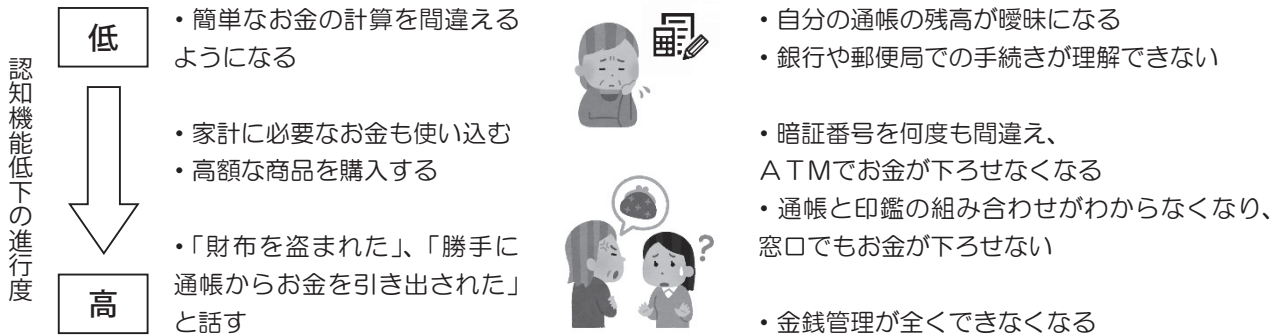 認知機能低下の進行度
低
・簡単なお金の計算を間違える
ようになる
・家計に必要なお金も使い込む
・高額な商品を購入する
・「財布を盗まれた」、「勝手に
通帳からお金を引き出された」
と話す
高
・自分の通帳の残高が曖昧になる
・銀行や郵便局での手続きが理解できない
・暗証番号を何度も間違え、
ATMでお金が下ろせなくなる
・通帳と印鑑の組み合わせがわからなくなり、
窓口でもお金が下ろせない
・金銭管理が全くできなくなる
?